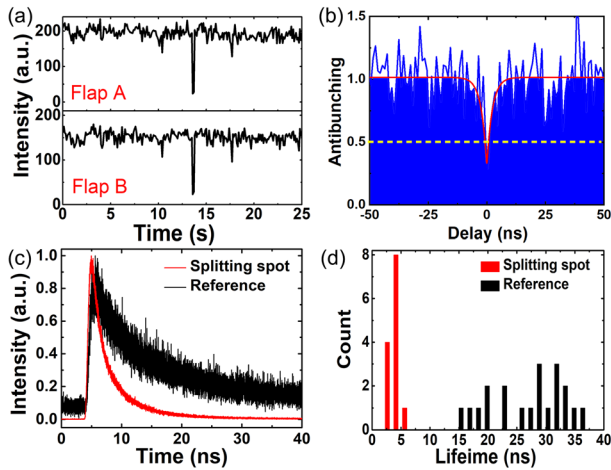 (a)
200
100
0
Flap A
200
100
0
Flap B
Intensity (a.u.)
0 5 10 15 20 25
Time (s)
(b)
1.5
1.0
0.5
0.0
Antibunching
-50 -25 0 25 50
Delay (ns)
(c)
Splitting spot
Reference
1.0
0.8
0.6
0.4
0.2
0.0
Intensity (a.u.)
0 10 20 30 40
Time (ns)
(d)
Splitting spot
Reference
8
6
4
2
0
Count
0 5 10 15 20 25 30 35 40
Lifeime (ns)